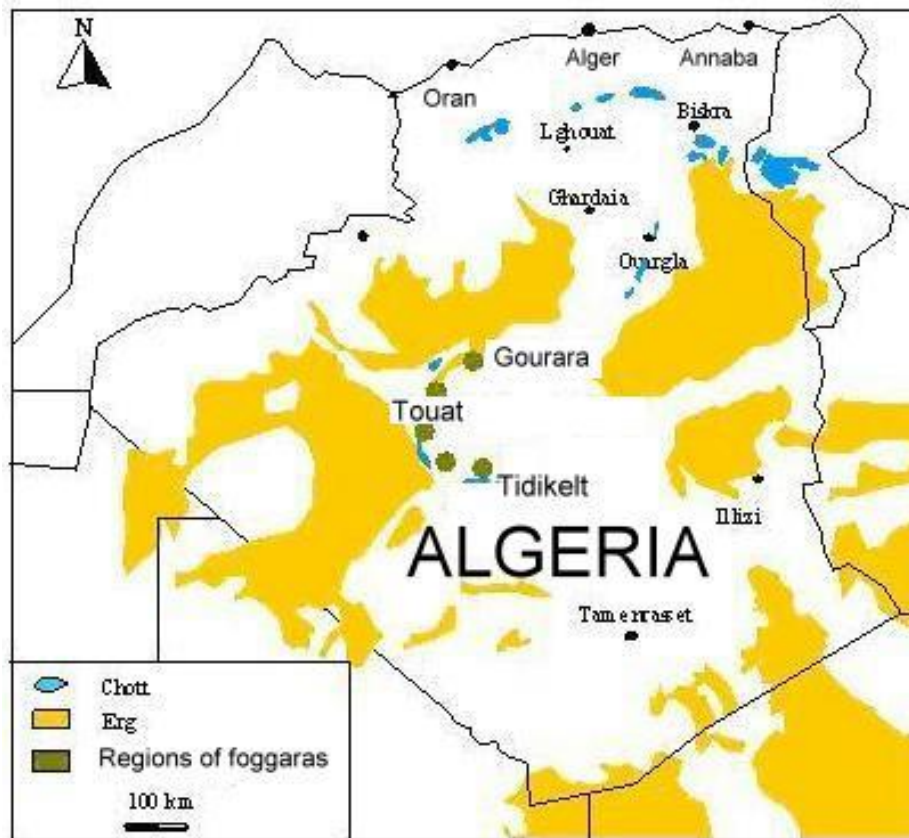 N
Alger
Annaba
Oran
Biskra
Lghouat
Ghardaia
Ouargla
Gourara
Touat
Tidikelt
Illizi
ALGERIA
Tamenrasset
Chott
Erg
Regions of foggaras
100 km